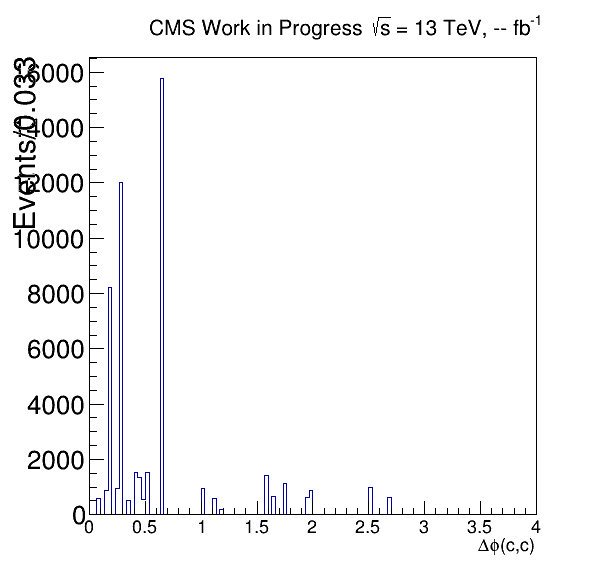 CMS Work in Progress √s = 13 TeV, -- fb⁻¹
Events/0.033
16000
14000
12000
10000
8000
6000
4000
2000
0
0 0.5 1 1.5 2 2.5 3 3.5 4
Δϕ(c,c)